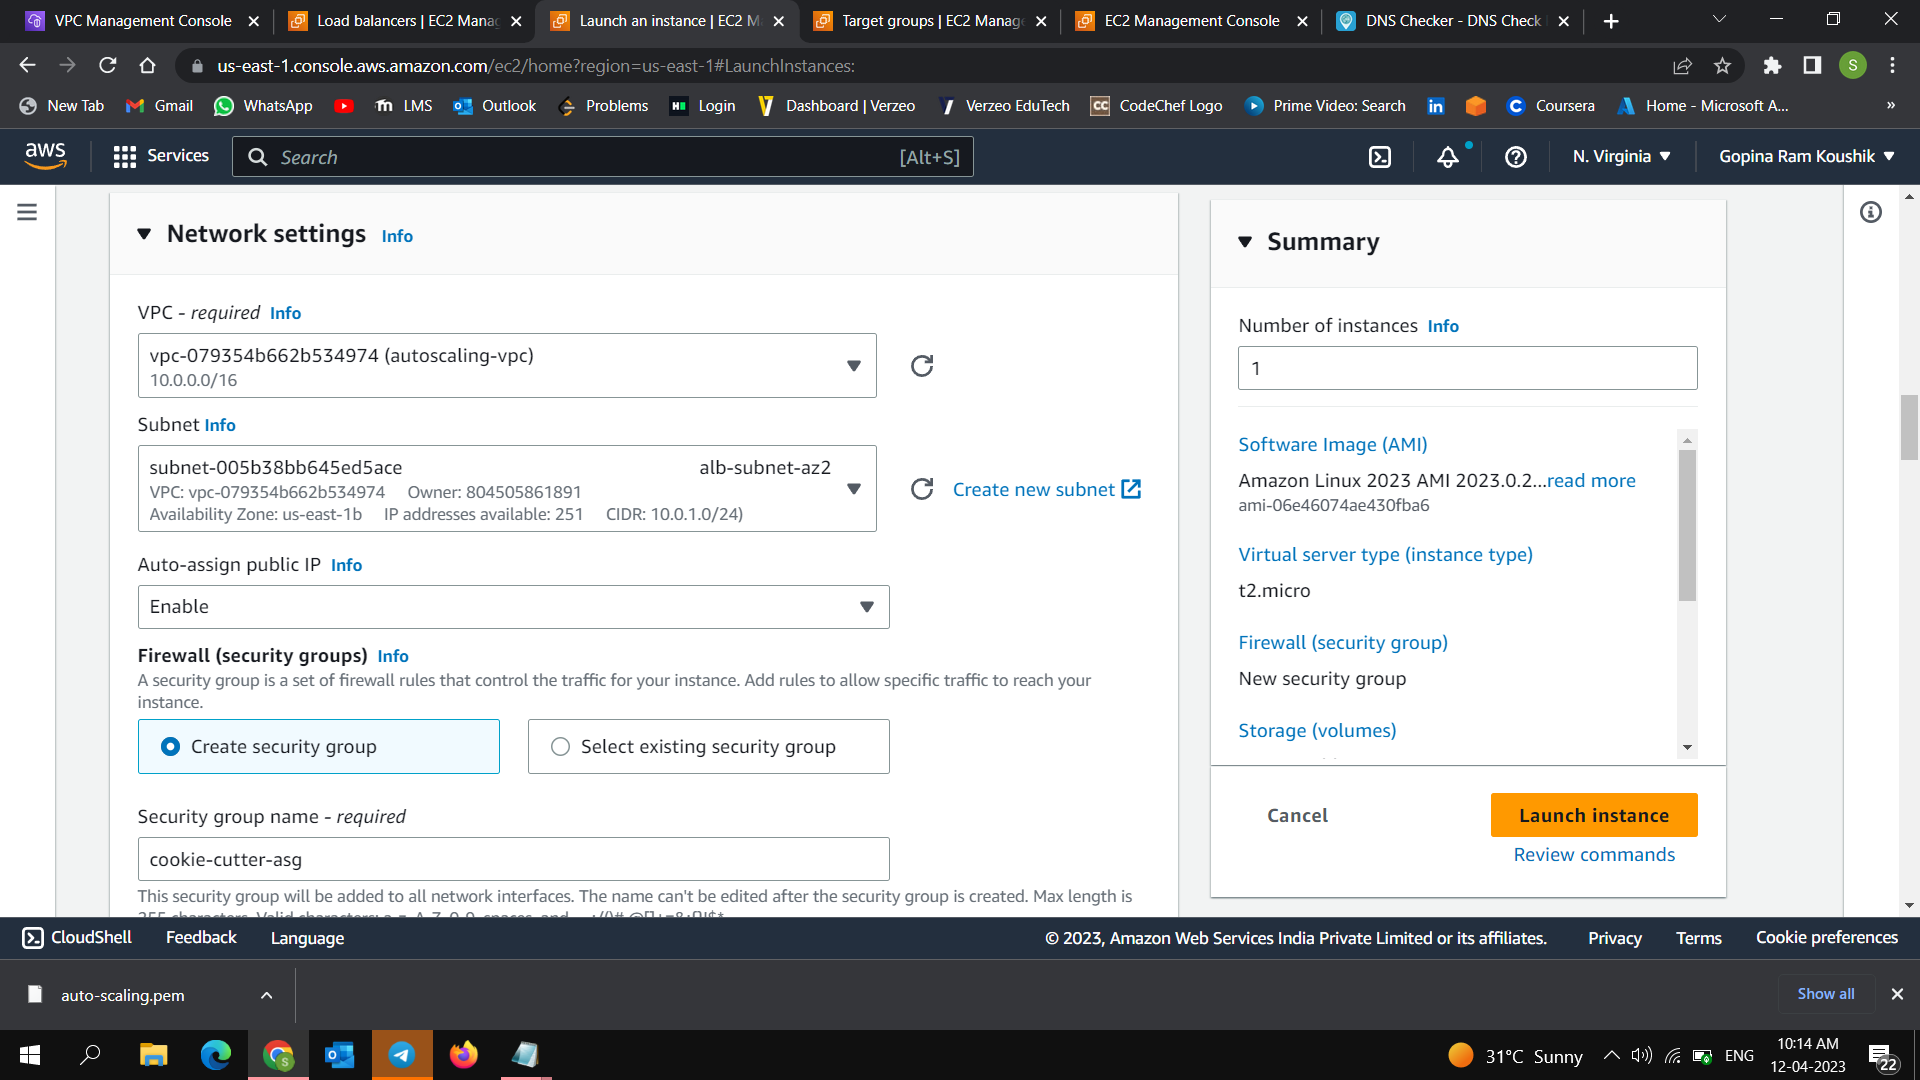 VPC Management Console
Load balancers | EC2 Manag
Launch an instance | EC2 M
Target groups | EC2 Manage
EC2 Management Console
DNS Checker - DNS Check
us-east-1.console.aws.amazon.com/ec2/home?region=us-east-1#LaunchInstances:
S
New Tab
Gmail
WhatsApp
LMS
Outlook
Problems
Login
Dashboard | Verzeo
Verzeo EduTech
CodeChef Logo
Prime Video: Search
Coursera
Home - Microsoft A...
»
aws
Services
Search
[Alt+S]
N. Virginia
Gopina Ram Koushik
Network settings Info
VPC - required Info
vpc-079354b662b534974 (autoscaling-vpc)
10.0.0.0/16
Subnet Info
subnet-005b38bb645ed5ace alb-subnet-az2
VPC: vpc-079354b662b534974 Owner: 804505861891
Availability Zone: us-east-1b IP addresses available: 251 CIDR: 10.0.1.0/24)
Create new subnet
Auto-assign public IP Info
Enable
Firewall (security groups) Info
A security group is a set of firewall rules that control the traffic for your instance. Add rules to allow specific traffic to reach your
instance.
Create security group
Select existing security group
Security group name - required
cookie-cutter-asg
This security group will be added to all network interfaces. The name can't be edited after the security group is created. Max length is
Summary
Number of instances Info
1
Software Image (AMI)
Amazon Linux 2023 AMI 2023.0.2...read more
ami-06e46074ae430fba6
Virtual server type (instance type)
t2.micro
Firewall (security group)
New security group
Storage (volumes)
Cancel
Launch instance
Review commands
CloudShell
Feedback
Language
© 2023, Amazon Web Services India Private Limited or its affiliates.
Privacy
Terms
Cookie preferences
auto-scaling.pem
Show all
31°C Sunny
ENG
10:14 AM
12-04-2023
22